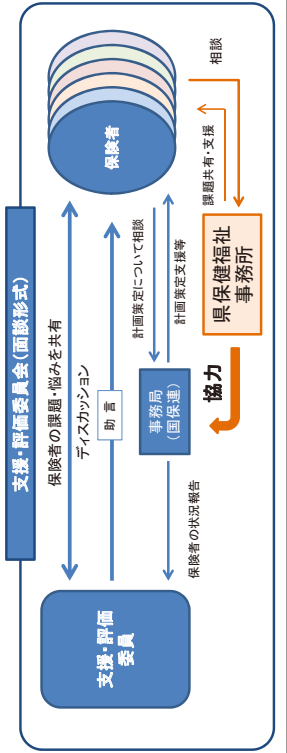 支援・評価委員会(面談形式)
保険者の課題・悩みを共有
ディスカッション
助言
支援・評価
委員
保険者
計画策定について相談
計画策定支援等
事務局
(国保連)
保険者の状況報告
協力
相談
課題共有・支援
県保健福祉
事務所